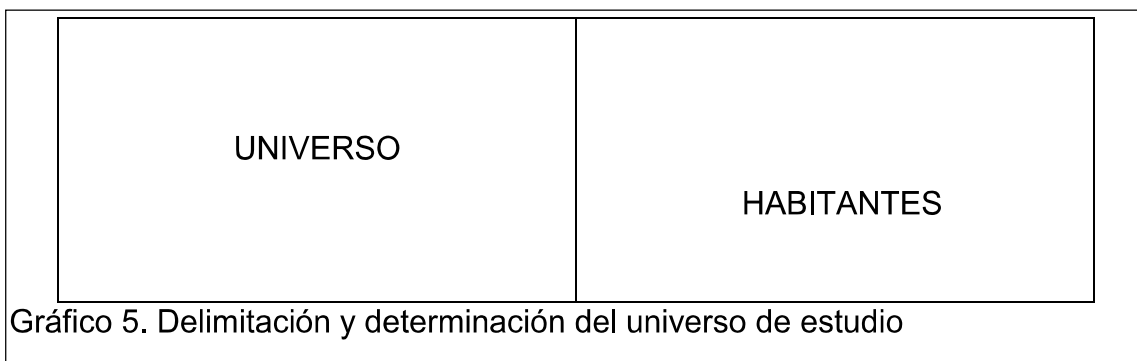 UNIVERSO
HABITANTES
Gráfico 5. Delimitación y determinación del universo de estudio